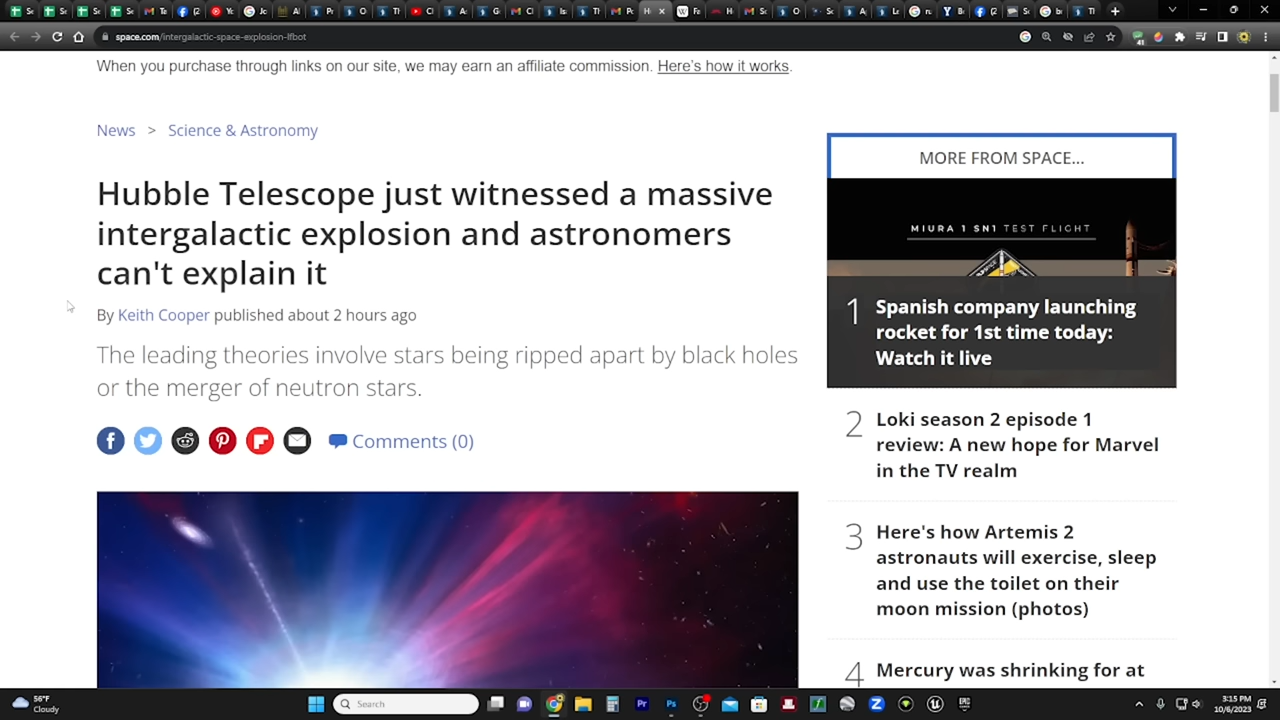 space.com/intergalactic-space-explosion-lfbot
41
When you purchase through links on our site, we may earn an affiliate commission. Here's how it works.
News > Science & Astronomy
Hubble Telescope just witnessed a massive
intergalactic explosion and astronomers
can't explain it
By Keith Cooper published about 2 hours ago
The leading theories involve stars being ripped apart by black holes
or the merger of neutron stars.
Comments (0)
MORE FROM SPACE...
MIURA 1 SN1 TEST FLIGHT
1 Spanish company launching
rocket for 1st time today:
Watch it live
2 Loki season 2 episode 1
review: A new hope for Marvel
in the TV realm
3 Here's how Artemis 2
astronauts will exercise, sleep
and use the toilet on their
moon mission (photos)
4 Mercury was shrinking for at
56°F
Cloudy
Search
3:15 PM
10/6/2023